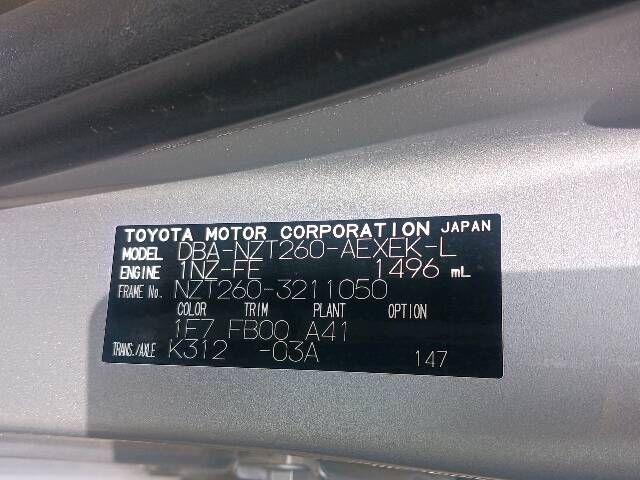 TOYOTA MOTOR CORPORATION JAPAN
MODEL DBA-NZT260-AEXEK-L
ENGINE 1NZ-FE 1496 mL
FRAME No. NZT260-3211050
COLOR TRIM PLANT OPTION
1F7 FB00 A41
TRANS./AXLE K312 -03A 147